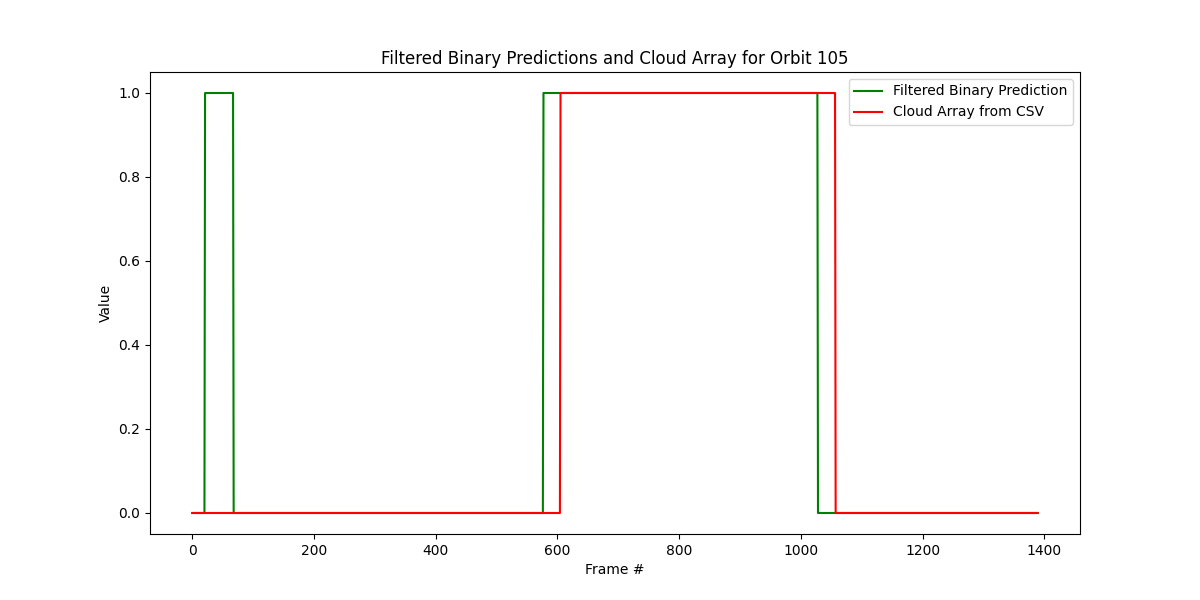 Filtered Binary Predictions and Cloud Array for Orbit 105
Filtered Binary Prediction
Cloud Array from CSV
1.0
0.8
0.6
0.4
0.2
0.0
Value
0 200 400 600 800 1000 1200 1400
Frame #